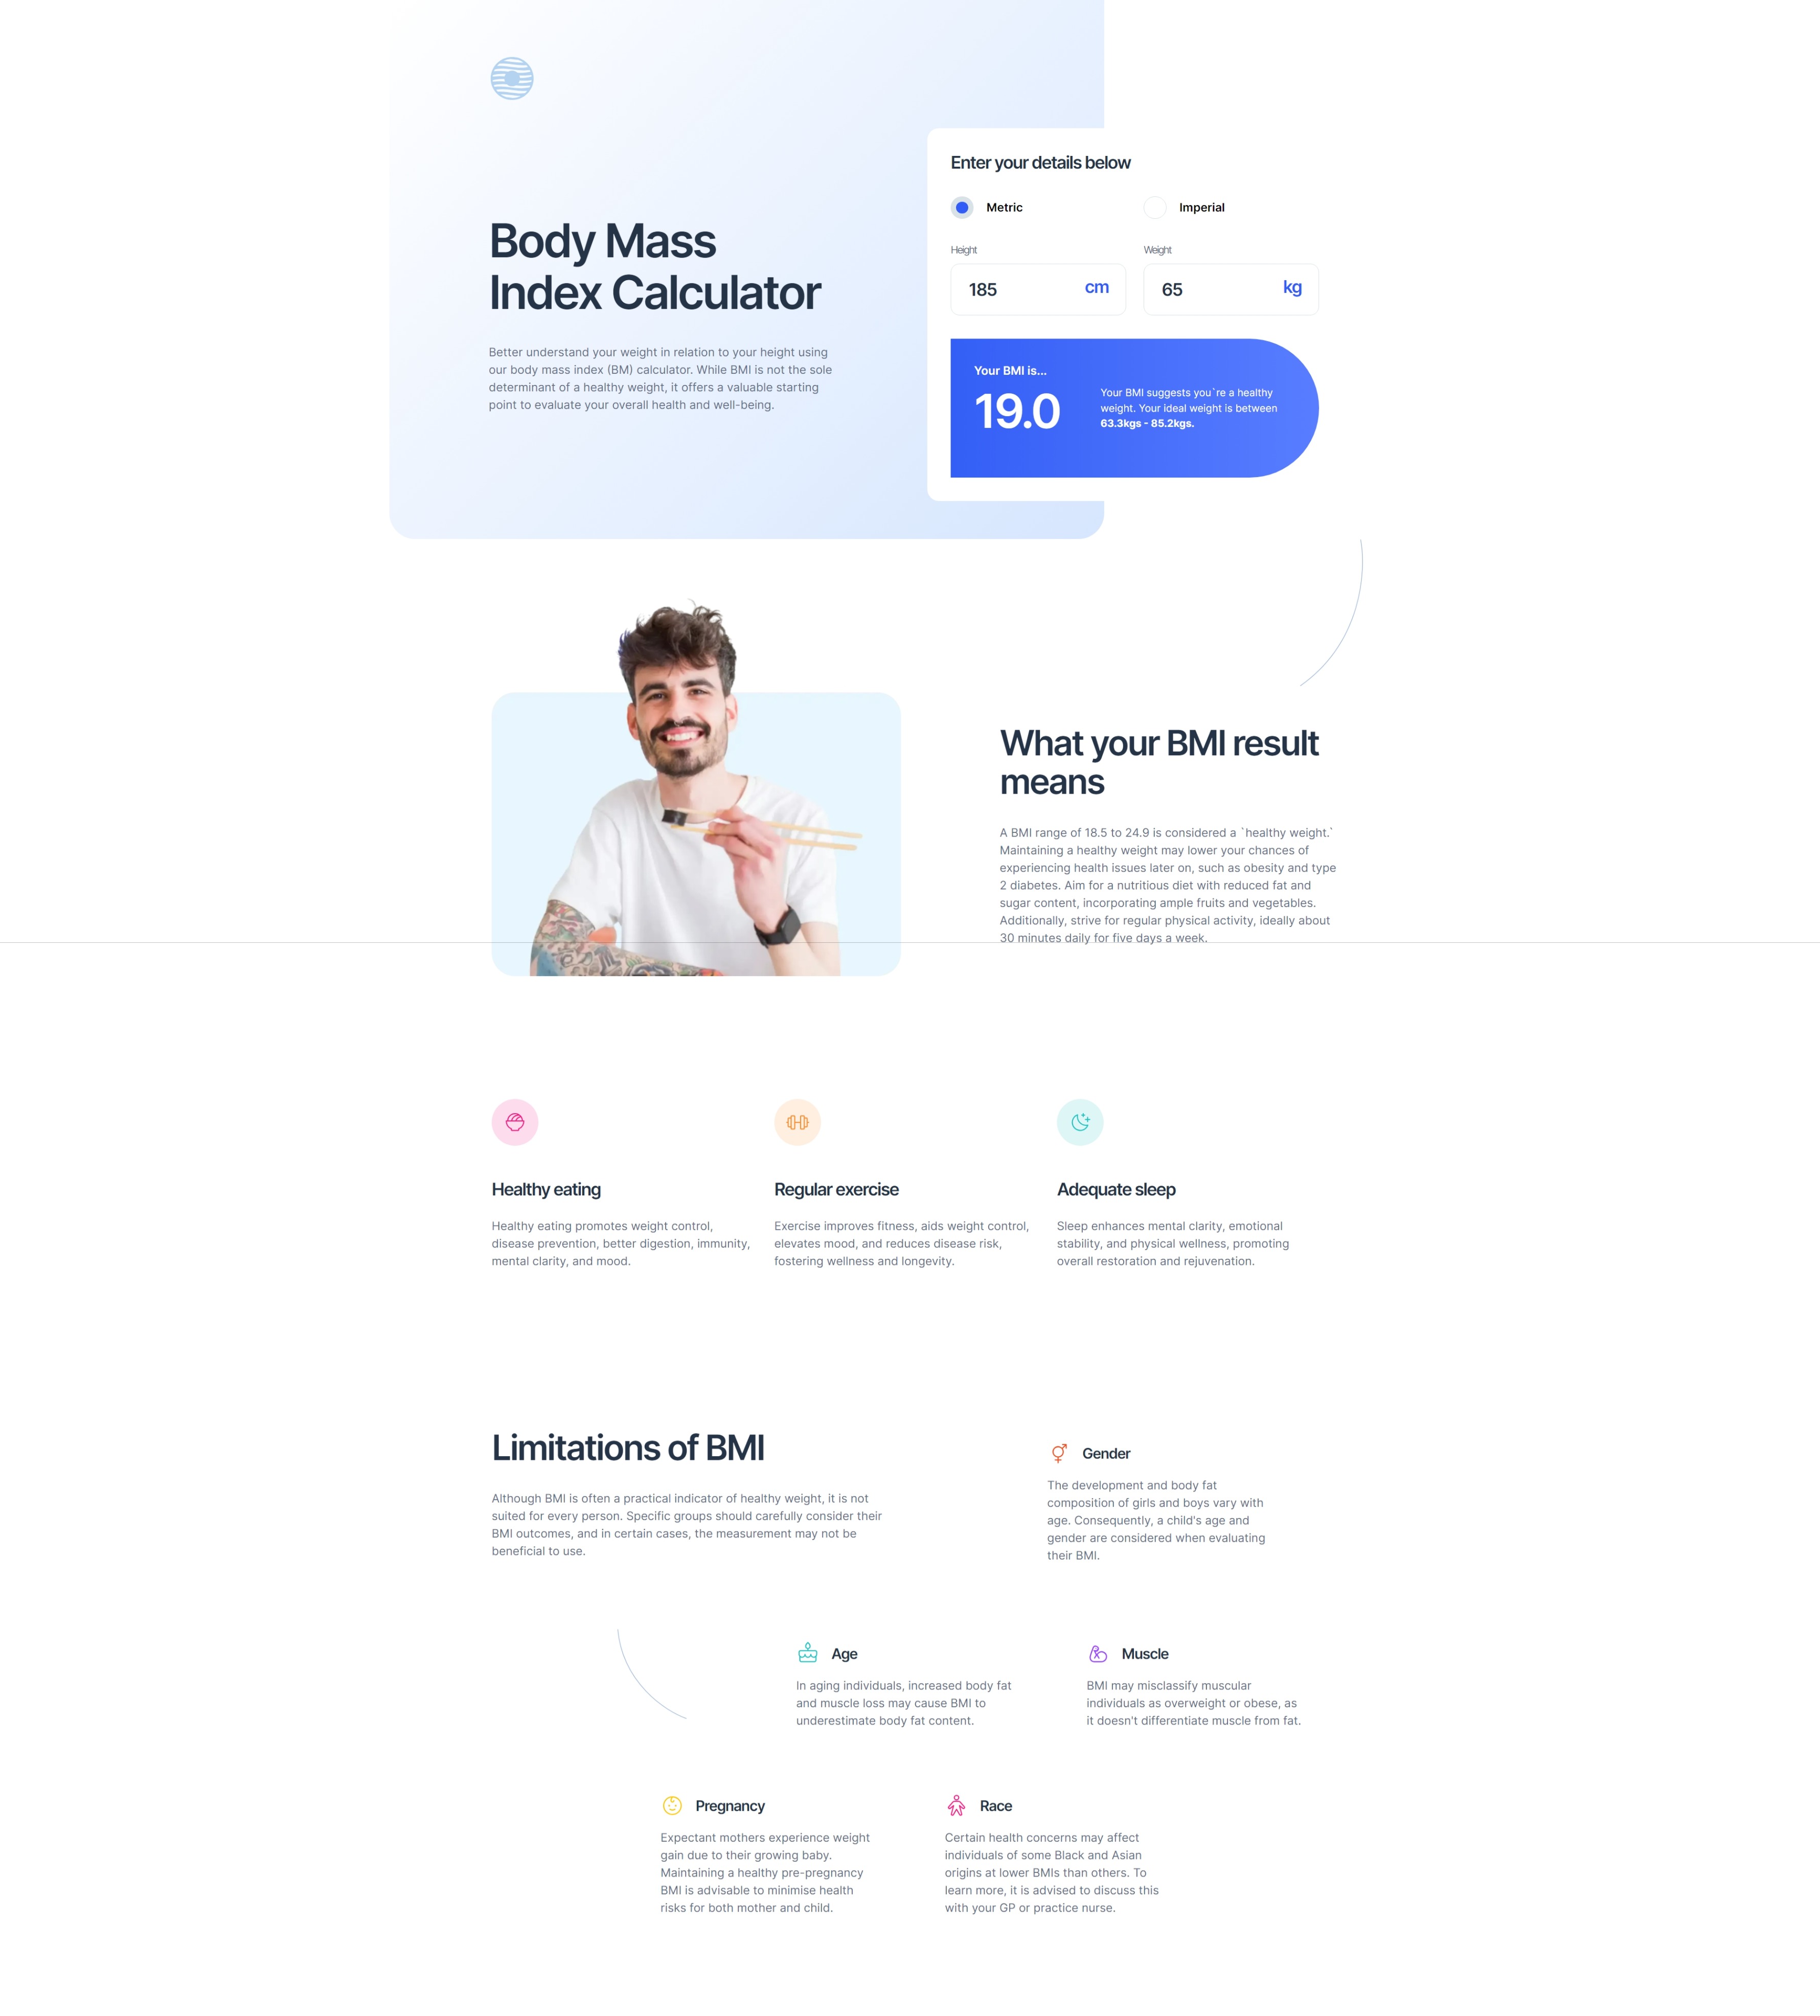 Body Mass
Index Calculator
Better understand your weight in relation to your height using
our body mass index (BM) calculator. While BMI is not the sole
determinant of a healthy weight, it offers a valuable starting
point to evaluate your overall health and well-being.
Enter your details below
Metric
Imperial
Height
Weight
185
cm
65
kg
Your BMI is...
19.0
Your BMI suggests you`re a healthy
weight. Your ideal weight is between
63.3kgs - 85.2kgs.
What your BMI result
means
A BMI range of 18.5 to 24.9 is considered a `healthy weight.`
Maintaining a healthy weight may lower your chances of
experiencing health issues later on, such as obesity and type
2 diabetes. Aim for a nutritious diet with reduced fat and
sugar content, incorporating ample fruits and vegetables.
Additionally, strive for regular physical activity, ideally about
30 minutes daily for five days a week.
Healthy eating
Healthy eating promotes weight control,
disease prevention, better digestion, immunity,
mental clarity, and mood.
Regular exercise
Exercise improves fitness, aids weight control,
elevates mood, and reduces disease risk,
fostering wellness and longevity.
Adequate sleep
Sleep enhances mental clarity, emotional
stability, and physical wellness, promoting
overall restoration and rejuvenation.
Limitations of BMI
Although BMI is often a practical indicator of healthy weight, it is not
suited for every person. Specific groups should carefully consider their
BMI outcomes, and in certain cases, the measurement may not be
beneficial to use.
Gender
The development and body fat
composition of girls and boys vary with
age. Consequently, a child's age and
gender are considered when evaluating
their BMI.
Age
In aging individuals, increased body fat
and muscle loss may cause BMI to
underestimate body fat content.
Muscle
BMI may misclassify muscular
individuals as overweight or obese, as
it doesn't differentiate muscle from fat.
Pregnancy
Expectant mothers experience weight
gain due to their growing baby.
Maintaining a healthy pre-pregnancy
BMI is advisable to minimise health
risks for both mother and child.
Race
Certain health concerns may affect
individuals of some Black and Asian
origins at lower BMIs than others. To
learn more, it is advised to discuss this
with your GP or practice nurse.